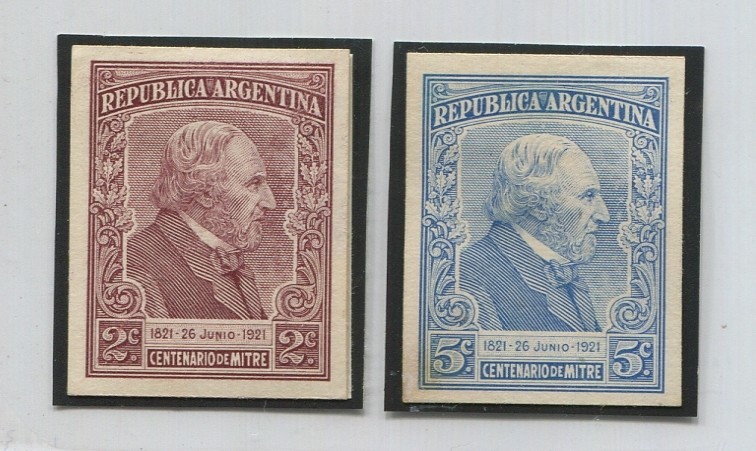 REPUBLICA ARGENTINA
2c. 1821-26 JUNIO-1921 2c.
CENTENARIO DE MITRE
REPUBLICA ARGENTINA
5c. 1821-26 JUNIO-1921 5c.
CENTENARIO DE MITRE